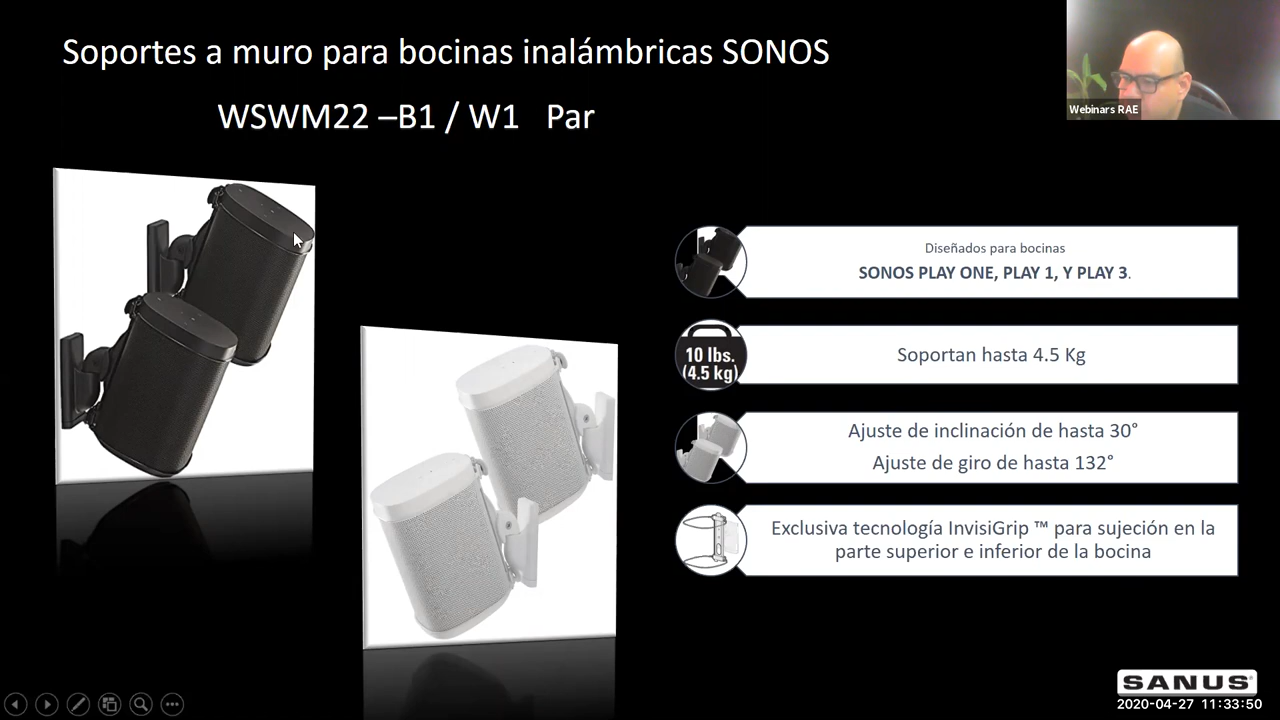 Soportes a muro para bocinas inalámbricas SONOS
WSWM22 –B1 / W1 Par
Webinars RAE
Diseñados para bocinas
SONOS PLAY ONE, PLAY 1, Y PLAY 3.
10 lbs.
(4.5 kg)
Soportan hasta 4.5 Kg
Ajuste de inclinación de hasta 30°
Ajuste de giro de hasta 132°
Exclusiva tecnología InvisiGrip ™ para sujeción en la
parte superior e inferior de la bocina
SANUS
2020-04-27 11:33:50